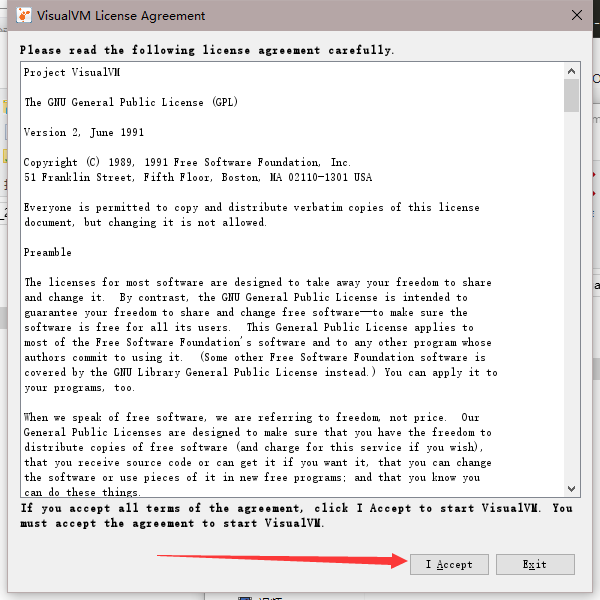 VisualVM License Agreement
Please read the following license agreement carefully.
Project VisualVM
The GNU General Public License (GPL)
Version 2, June 1991
Copyright (C) 1989, 1991 Free Software Foundation, Inc.
51 Franklin Street, Fifth Floor, Boston, MA 02110-1301 USA
Everyone is permitted to copy and distribute verbatim copies of this license
document, but changing it is not allowed.
Preamble
The licenses for most software are designed to take away your freedom to share
and change it.  By contrast, the GNU General Public License is intended to
guarantee your freedom to share and change free software—to make sure the
software is free for all its users.  This General Public License applies to
most of the Free Software Foundation's software and to any other program whose
authors commit to using it.  (Some other Free Software Foundation software is
covered by the GNU Library General Public License instead.) You can apply it to
your programs, too.
When we speak of free software, we are referring to freedom, not price.  Our
General Public Licenses are designed to make sure that you have the freedom to
distribute copies of free software (and charge for this service if you wish),
that you receive source code or can get it if you want it, that you can change
the software or use pieces of it in new free programs; and that you know you
can do these things.
If you accept all terms of the agreement, click I Accept to start VisualVM. You
must accept the agreement to start VisualVM.
I Accept
Exit